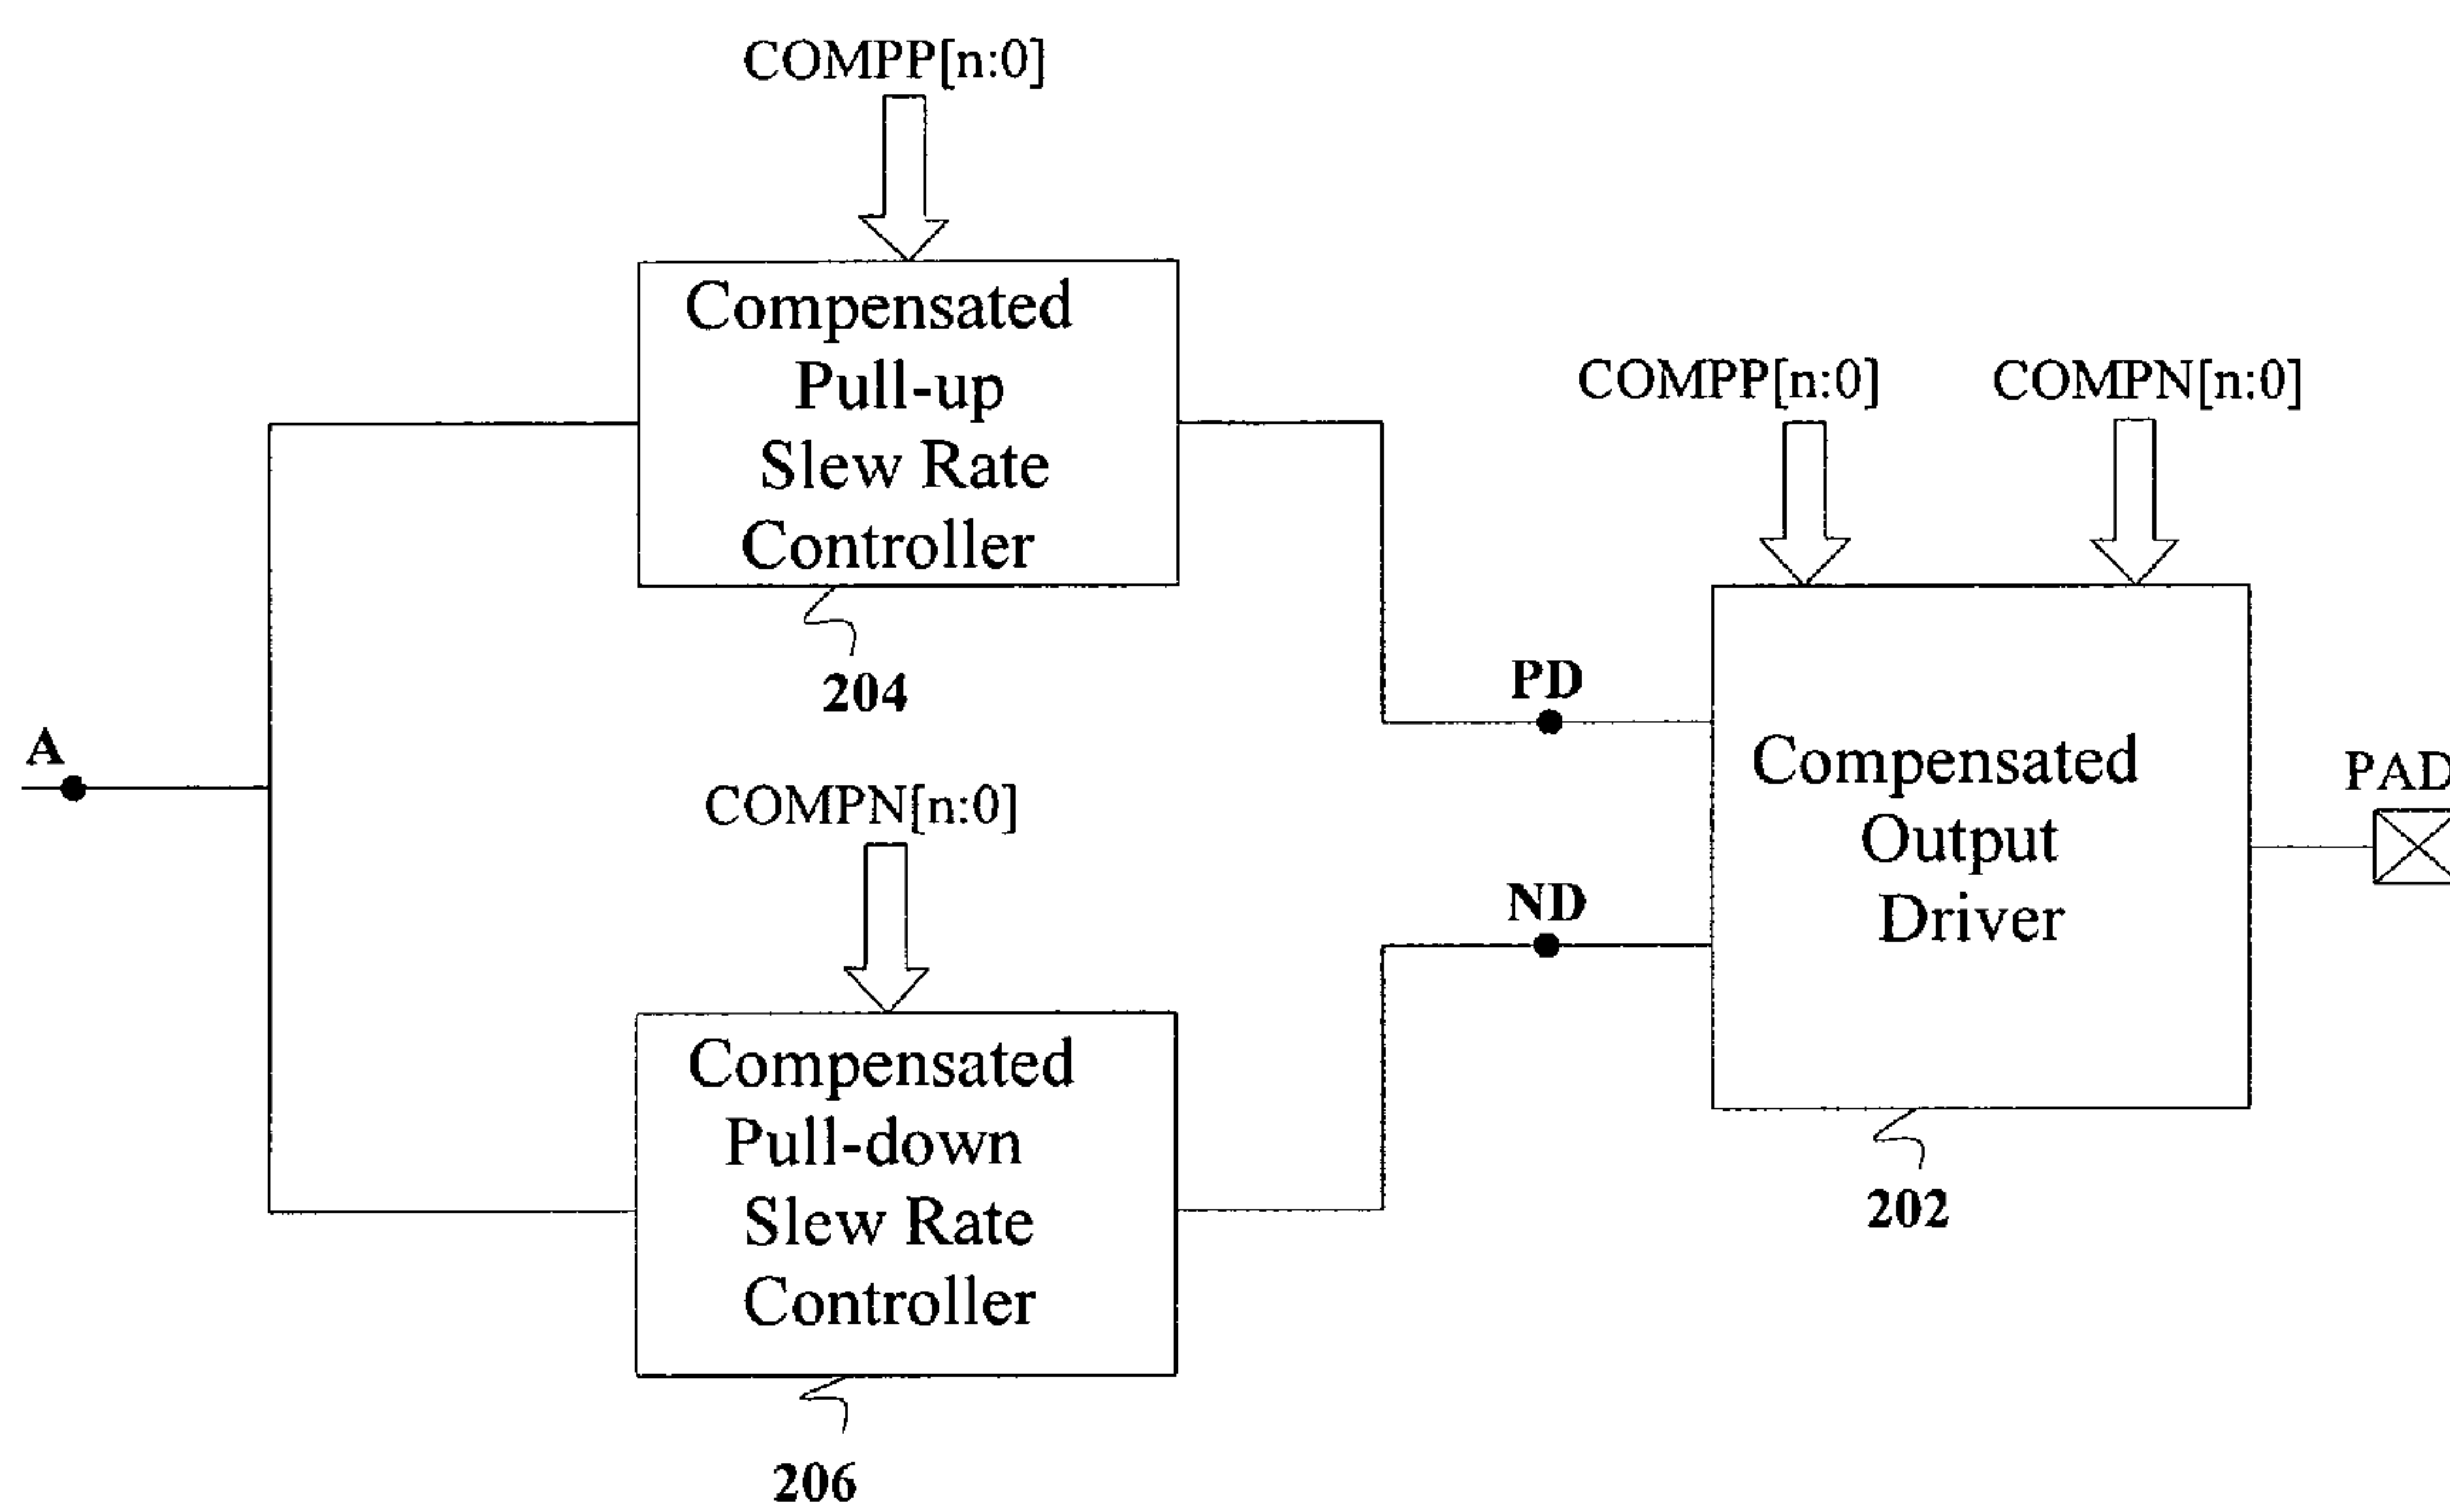 COMPP[n:0]
Compensated
Pull-up
Slew Rate
Controller
204
COMPP[n:0]
COMPN[n:0]
A
PD
COMPN[n:0]
ND
Compensated
Output
Driver
PAD
202
Compensated
Pull-down
Slew Rate
Controller
206